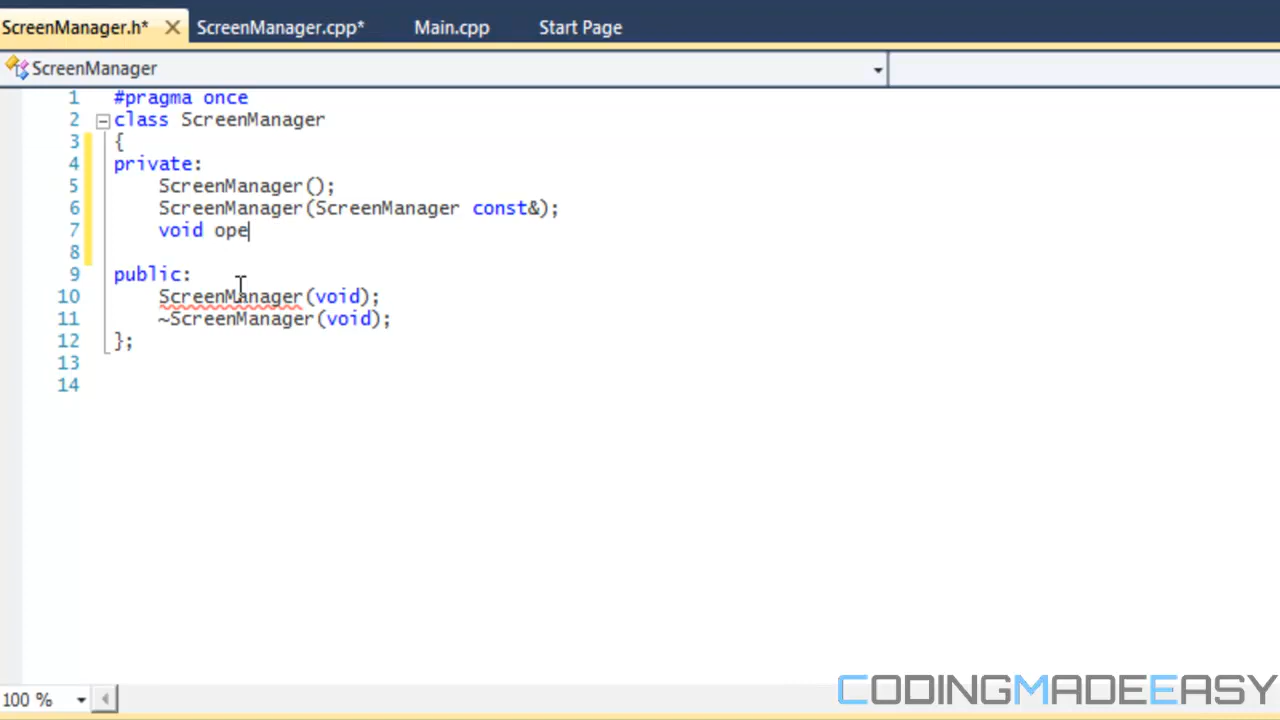 ScreenManager.h* ScreenManager.cpp* Main.cpp Start Page
ScreenManager
1 #pragma once
2 class ScreenManager
3 {
4 private:
5 ScreenManager();
6 ScreenManager(ScreenManager const&);
7 void ope
8
9 public:
10 ScreenManager(void);
11 ~ScreenManager(void);
12 };
13
14
100 %
CODINGMADEEASY